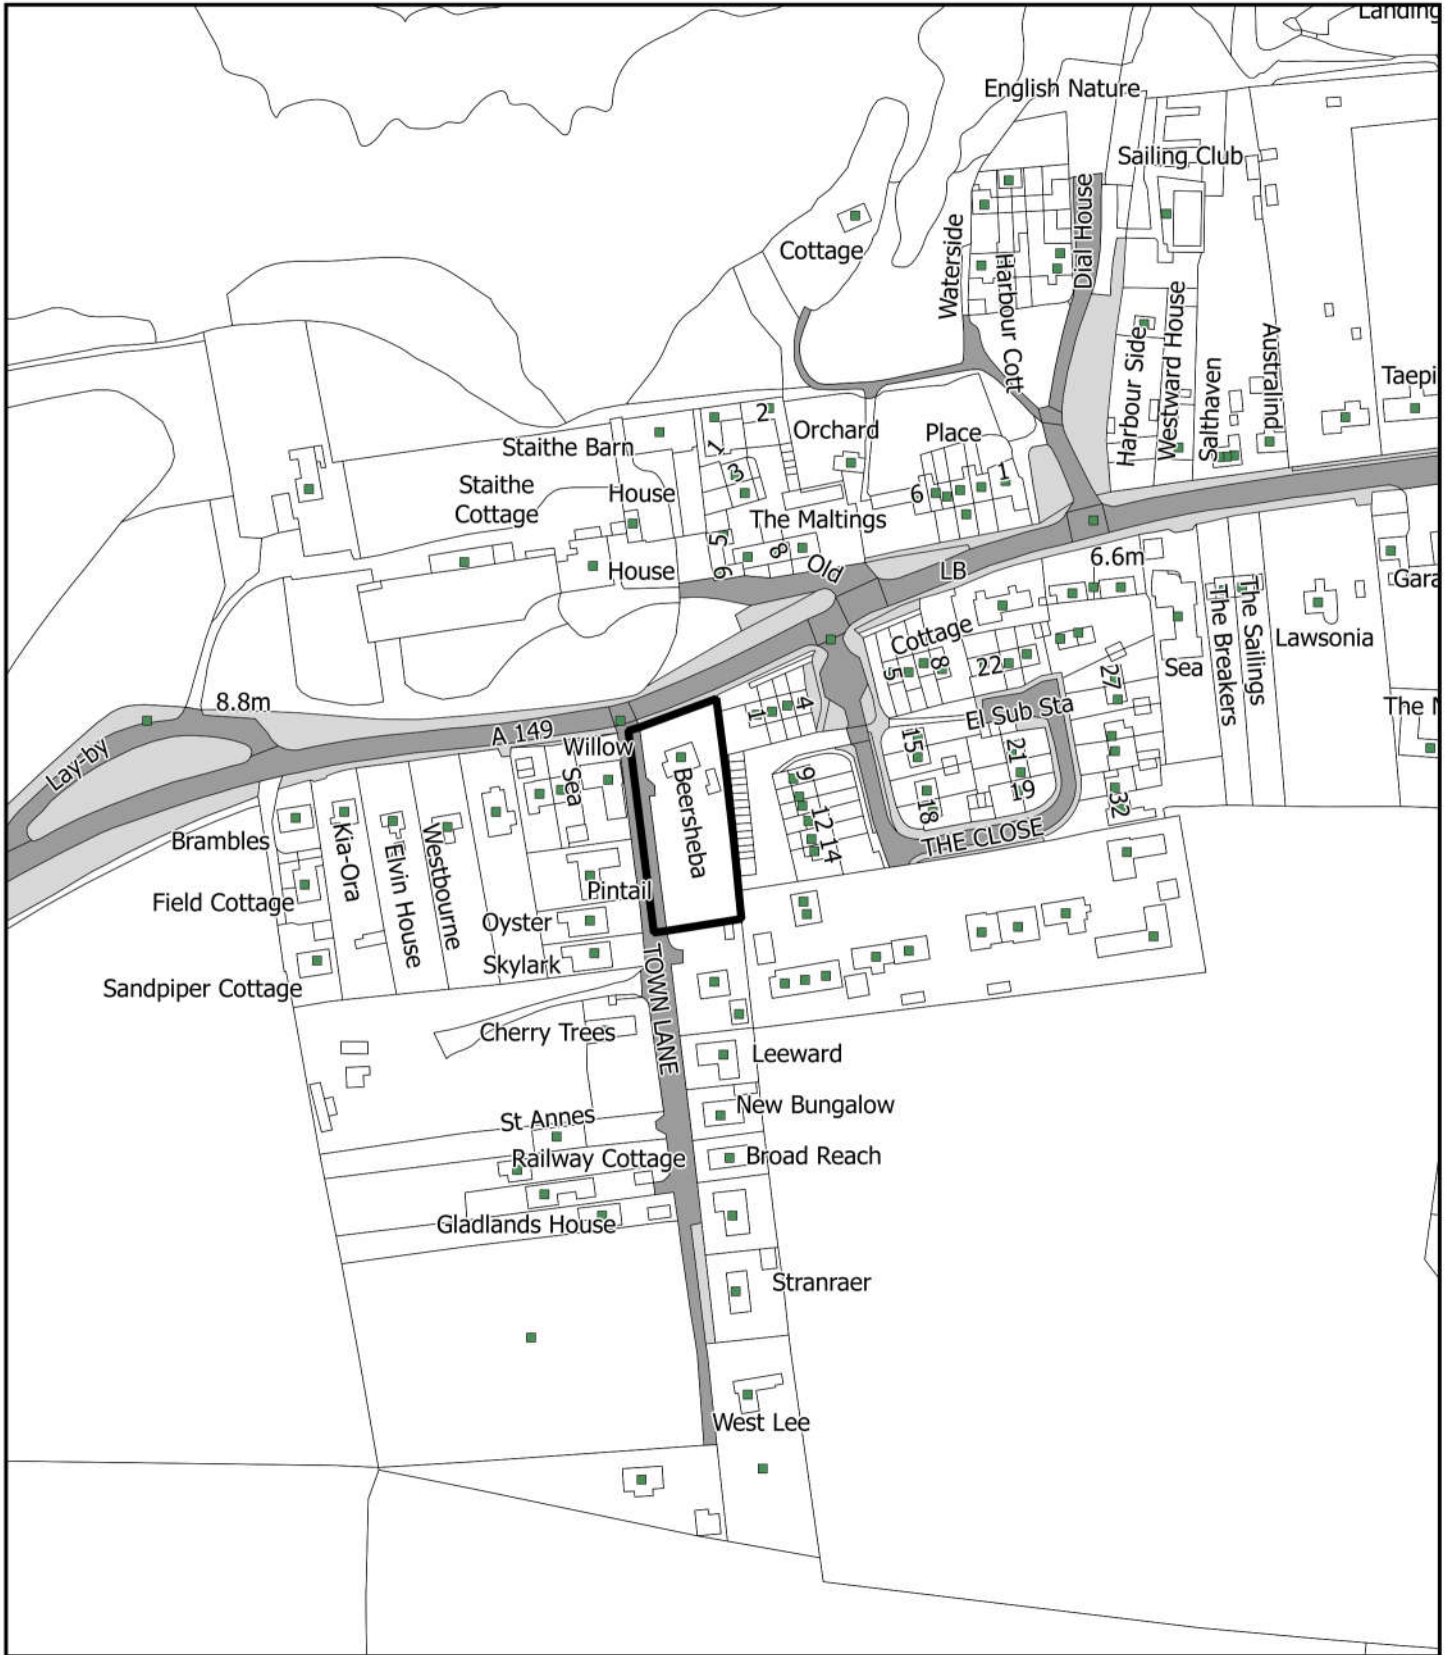 Landing
English Nature
Sailing Club
Cottage
Waterside
Harbour Cott
Dial House
Harbour Side
Westward House
Salthaven
Australind
Taepi
Staithe Barn
1
2
Orchard
Place
3
6
1
Staithe
Cottage
House
The Maltings
5
6
8
Old
House
LB
6.6m
Gara
The Breakers
The Sailings
Lawsonia
Cottage
5
8
22
27
Sea
8.8m
Lay-by
A 149
Willow
Sea
1
4
El Sub Sta
The N
15
21
19
18
32
Beersheba
9
12
14
THE CLOSE
Brambles
Kia-Ora
Elvin House
Westbourne
Pintail
Field Cottage
Oyster
Skylark
Sandpiper Cottage
TOWN LANE
Cherry Trees
Leeward
New Bungalow
St Annes
Railway Cottage
Broad Reach
Gladlands House
Stranraer
West Lee